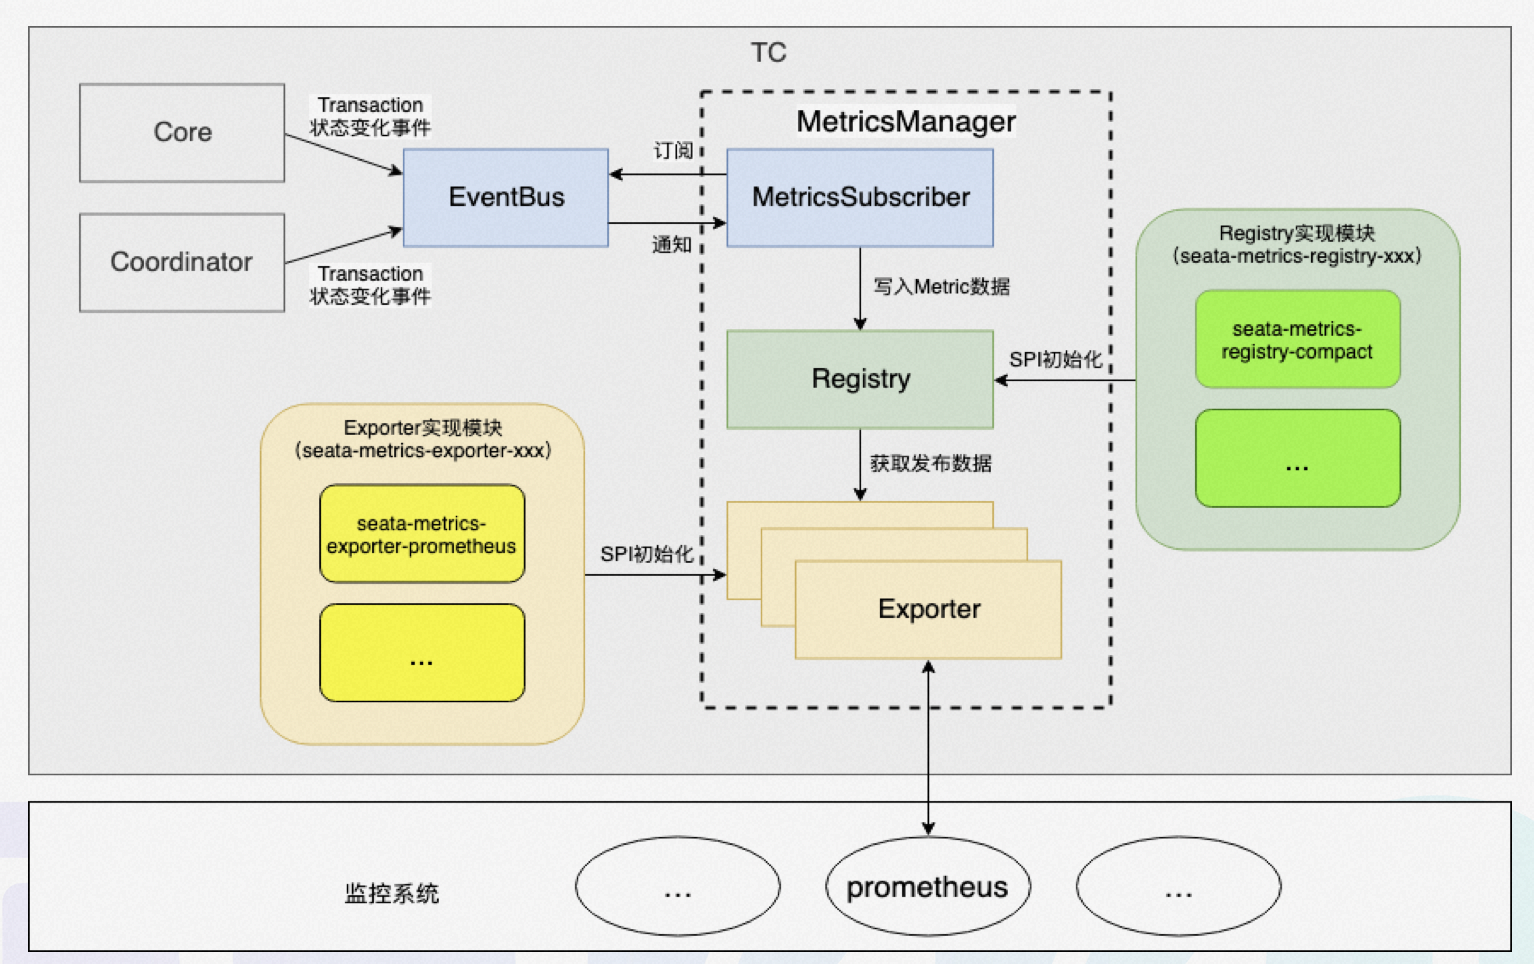 TC
Core
Transaction
状态变化事件
Coordinator
Transaction
状态变化事件
EventBus
订阅
通知
MetricsManager
MetricsSubscriber
写入Metric数据
Registry
SPI初始化
Registry实现模块
(seata-metrics-registry-xxx)
seata-metrics-
registry-compact
...
获取发布数据
Exporter实现模块
(seata-metrics-exporter-xxx)
seata-metrics-
exporter-prometheus
...
SPI初始化
Exporter
监控系统
...
prometheus
...